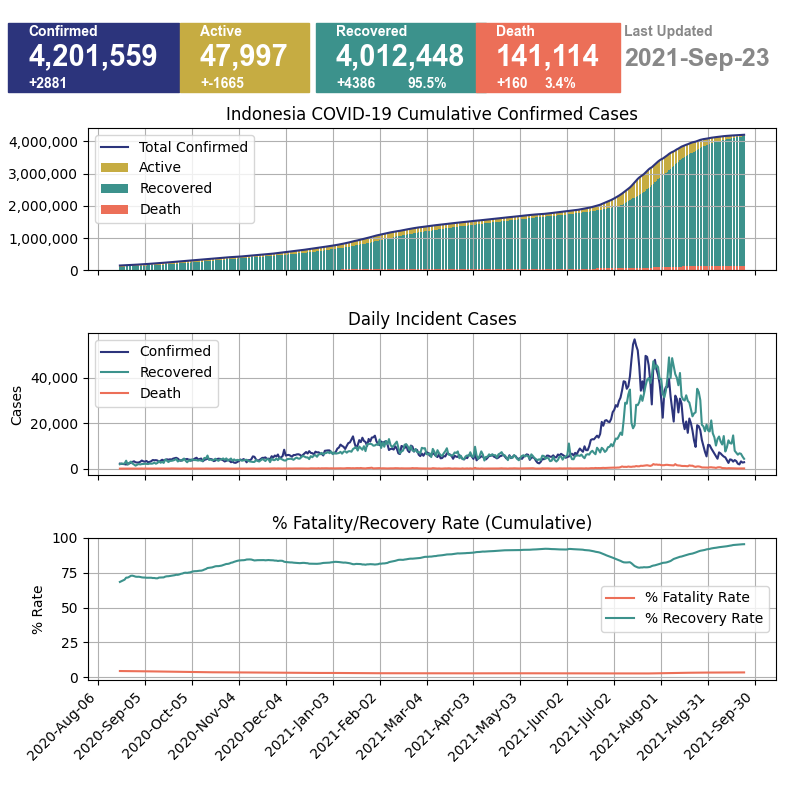 Confirmed
4,201,559
+2881
Active
47,997
+-1665
Recovered
4,012,448
+4386 95.5%
Death
141,114
+160 3.4%
Last Updated
2021-Sep-23
Indonesia COVID-19 Cumulative Confirmed Cases
4,000,000
3,000,000
2,000,000
1,000,000
0
Total Confirmed
Active
Recovered
Death
Daily Incident Cases
Cases
40,000
20,000
0
Confirmed
Recovered
Death
% Fatality/Recovery Rate (Cumulative)
% Rate
100
75
50
25
0
% Fatality Rate
% Recovery Rate
2020-Aug-06
2020-Sep-05
2020-Oct-05
2020-Nov-04
2020-Dec-04
2021-Jan-03
2021-Feb-02
2021-Mar-04
2021-Apr-03
2021-May-03
2021-Jun-02
2021-Jul-02
2021-Aug-01
2021-Aug-31
2021-Sep-30